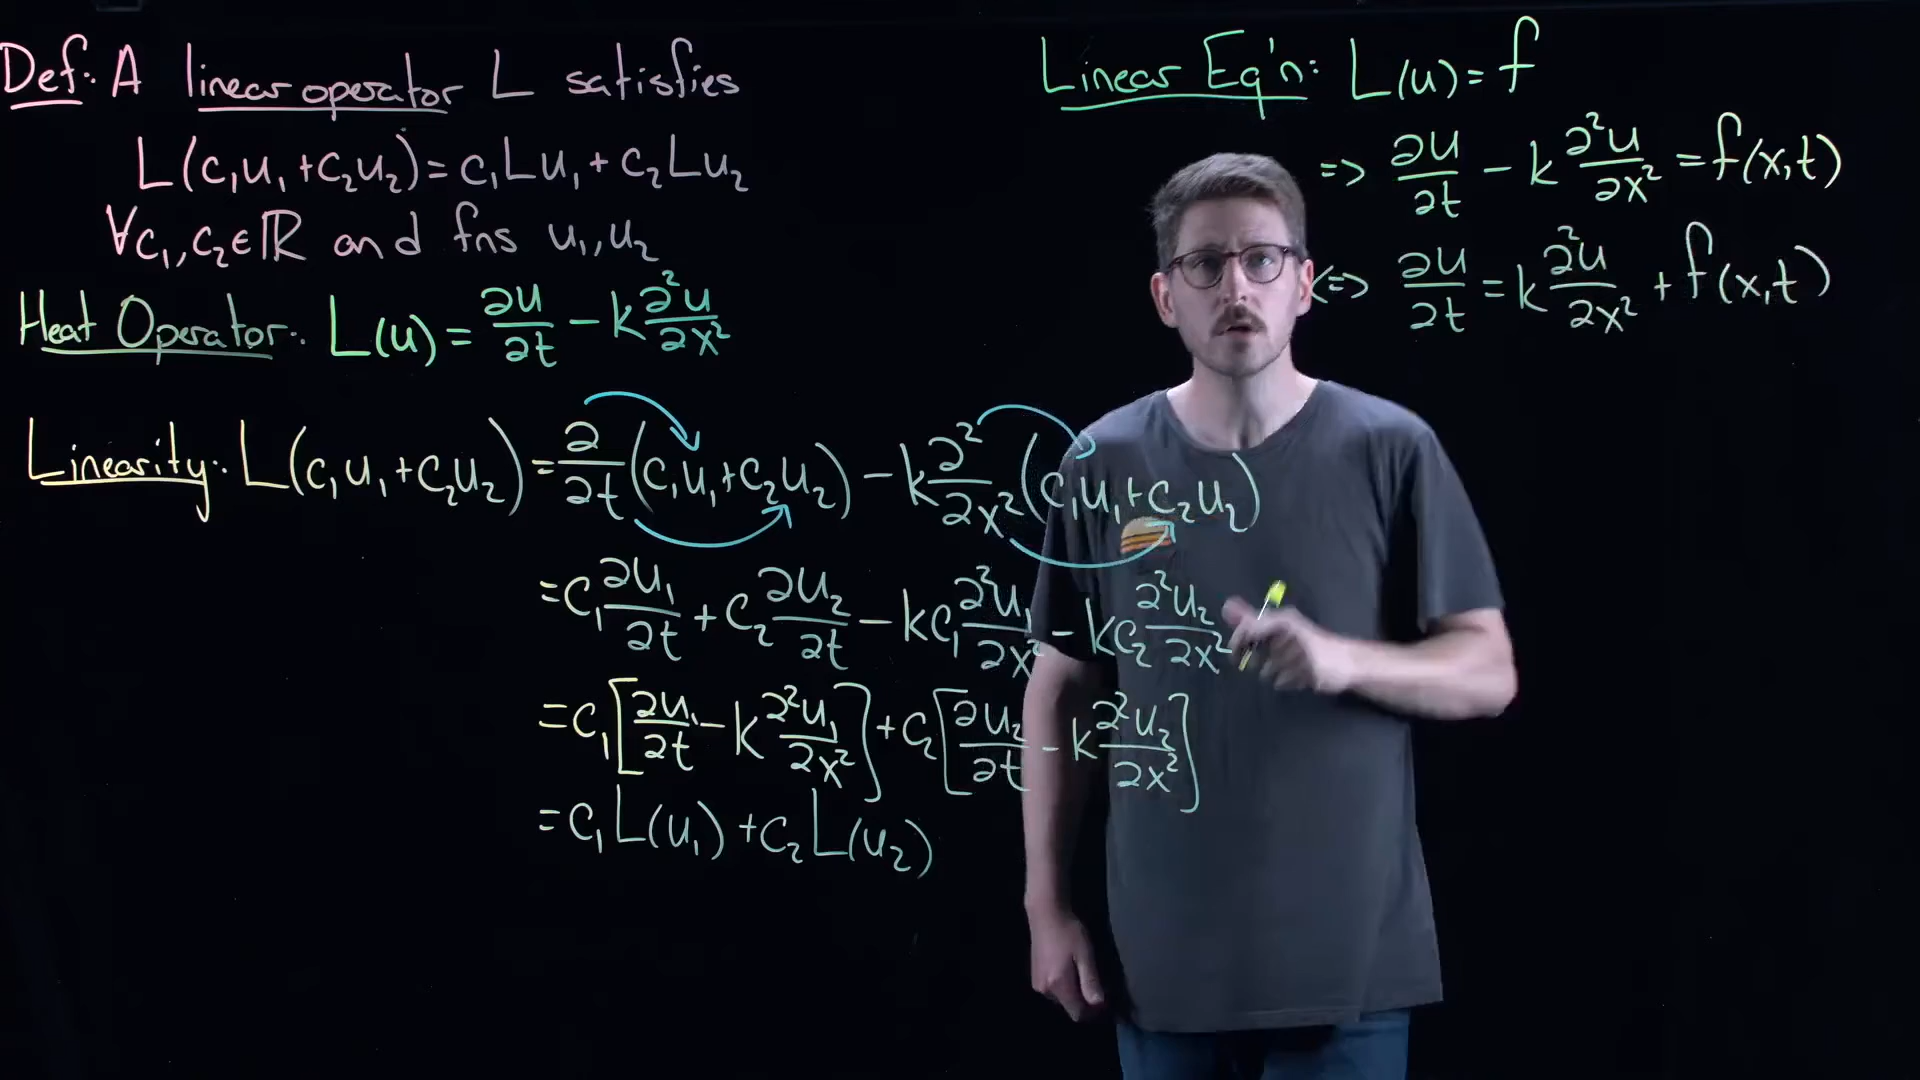 Def: A linear operator L satisfies
L(c₁u₁+c₂u₂)=c₁Lu₁+c₂Lu₂
∀c₁,c₂∈ℝ and fns u₁,u₂
Heat Operator: L(u) = ∂u/∂t − k ∂²u/∂x²
Linearity: L(c₁u₁+c₂u₂) = ∂/∂t (c₁u₁+c₂u₂) − k ∂²/∂x² (c₁u₁+c₂u₂)
= c₁ ∂u₁/∂t + c₂ ∂u₂/∂t − kc₁ ∂²u₁/∂x² − kc₂ ∂²u₂/∂x²
= c₁[∂u₁/∂t − k ∂²u₁/∂x²] + c₂[∂u₂/∂t − k ∂²u₂/∂x²]
= c₁L(u₁) + c₂L(u₂)
Linear Eq'n: L(u) = f
=> ∂u/∂t − k ∂²u/∂x² = f(x,t)
<=> ∂u/∂t = k ∂²u/∂x² + f(x,t)